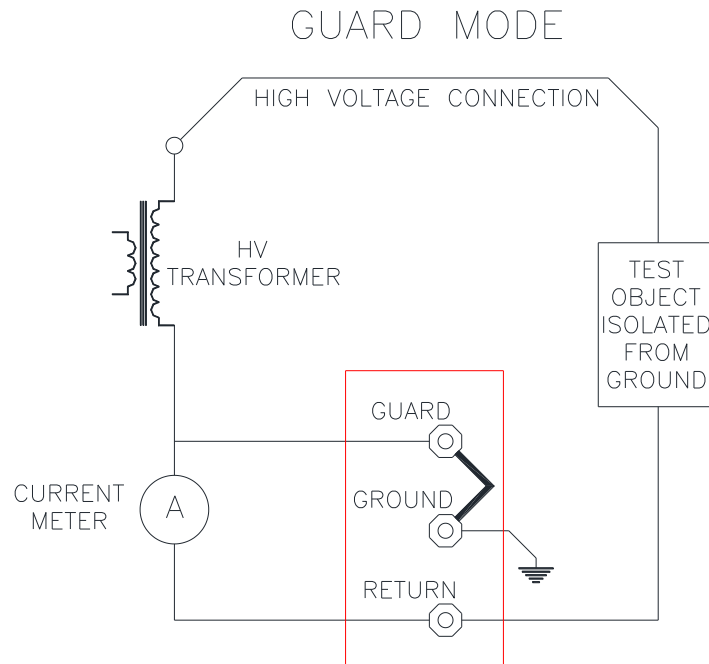 GUARD MODE
HIGH VOLTAGE CONNECTION
HV
TRANSFORMER
TEST
OBJECT
ISOLATED
FROM
GROUND
GUARD
CURRENT
METER
A
GROUND
RETURN